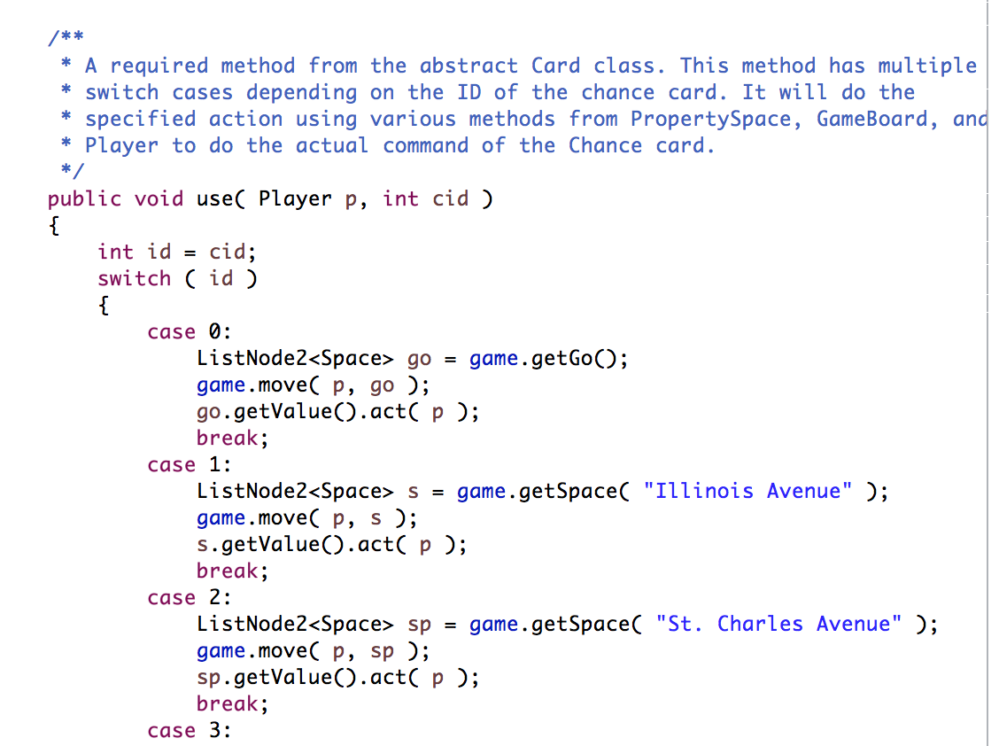 /**
 * A required method from the abstract Card class. This method has multiple
 * switch cases depending on the ID of the chance card. It will do the
 * specified action using various methods from PropertySpace, GameBoard, and
 * Player to do the actual command of the Chance card.
 */
public void use( Player p, int cid )
{
    int id = cid;
    switch ( id )
    {
        case 0:
            ListNode2<Space> go = game.getGo();
            game.move( p, go );
            go.getValue().act( p );
            break;
        case 1:
            ListNode2<Space> s = game.getSpace( "Illinois Avenue" );
            game.move( p, s );
            s.getValue().act( p );
            break;
        case 2:
            ListNode2<Space> sp = game.getSpace( "St. Charles Avenue" );
            game.move( p, sp );
            sp.getValue().act( p );
            break;
        case 3: